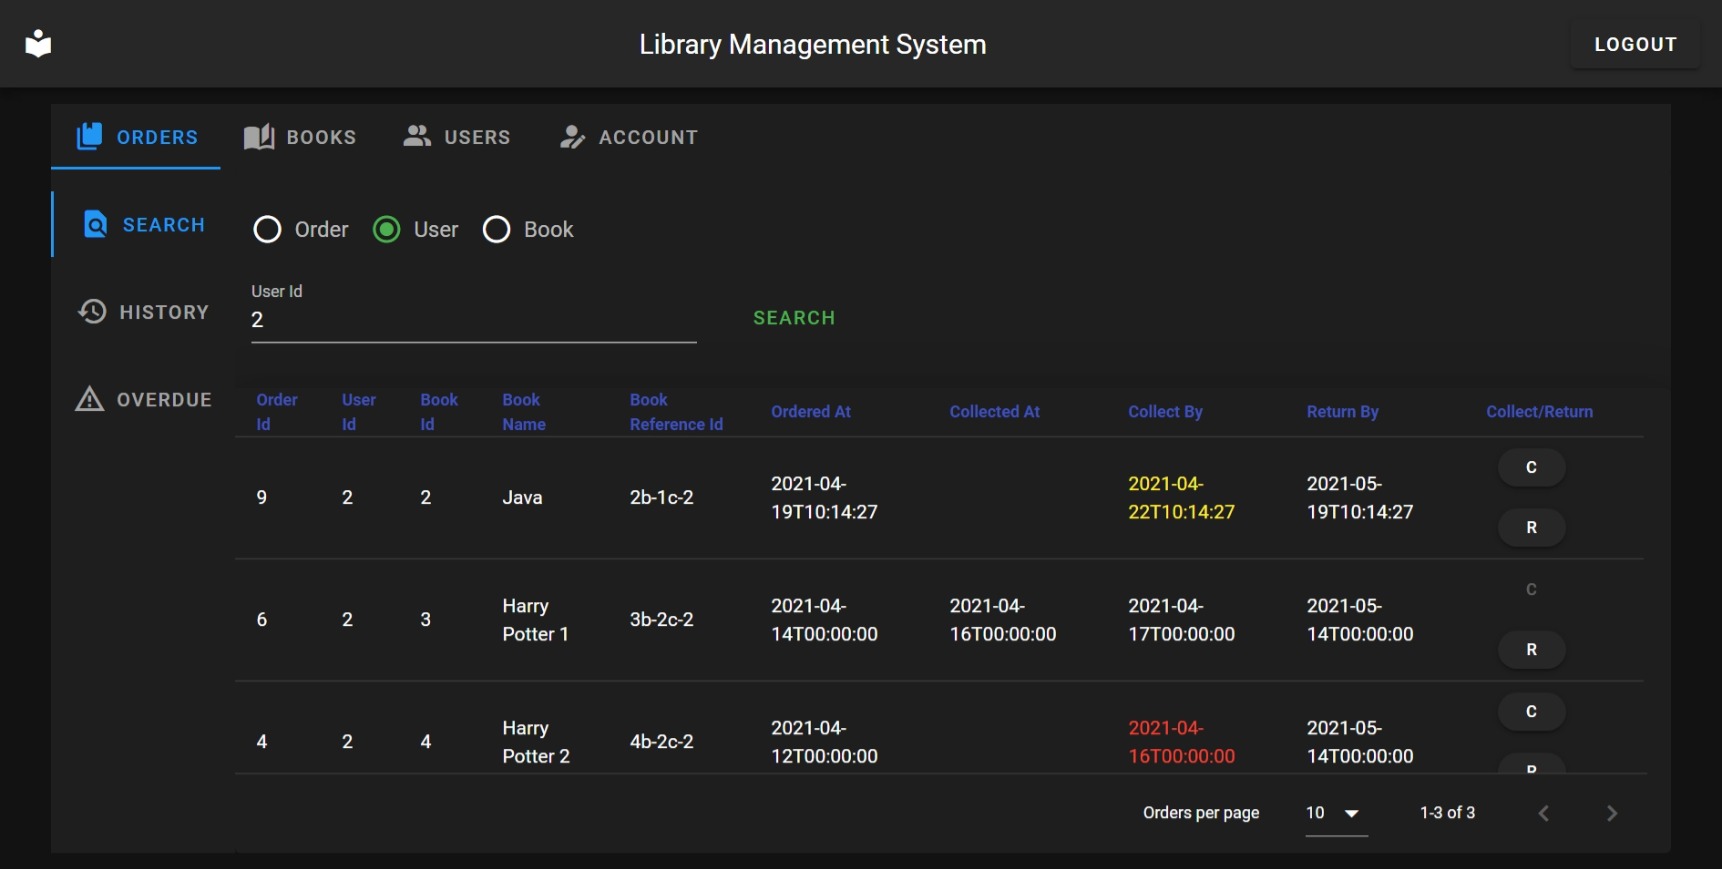 Library Management System
LOGOUT
ORDERS BOOKS USERS ACCOUNT
SEARCH
Order User Book
HISTORY
User Id
2
SEARCH
OVERDUE
Order Id User Id Book Id Book Name Book Reference Id Ordered At Collected At Collect By Return By Collect/Return
C
9 2 2 Java 2b-1c-2 2021-04-19T10:14:27 2021-04-22T10:14:27 2021-05-19T10:14:27
R
C
6 2 3 Harry Potter 1 3b-2c-2 2021-04-14T00:00:00 2021-04-16T00:00:00 2021-04-17T00:00:00 2021-05-14T00:00:00
R
C
4 2 4 Harry Potter 2 4b-2c-2 2021-04-12T00:00:00 2021-04-16T00:00:00 2021-05-14T00:00:00
R
Orders per page 10 1-3 of 3